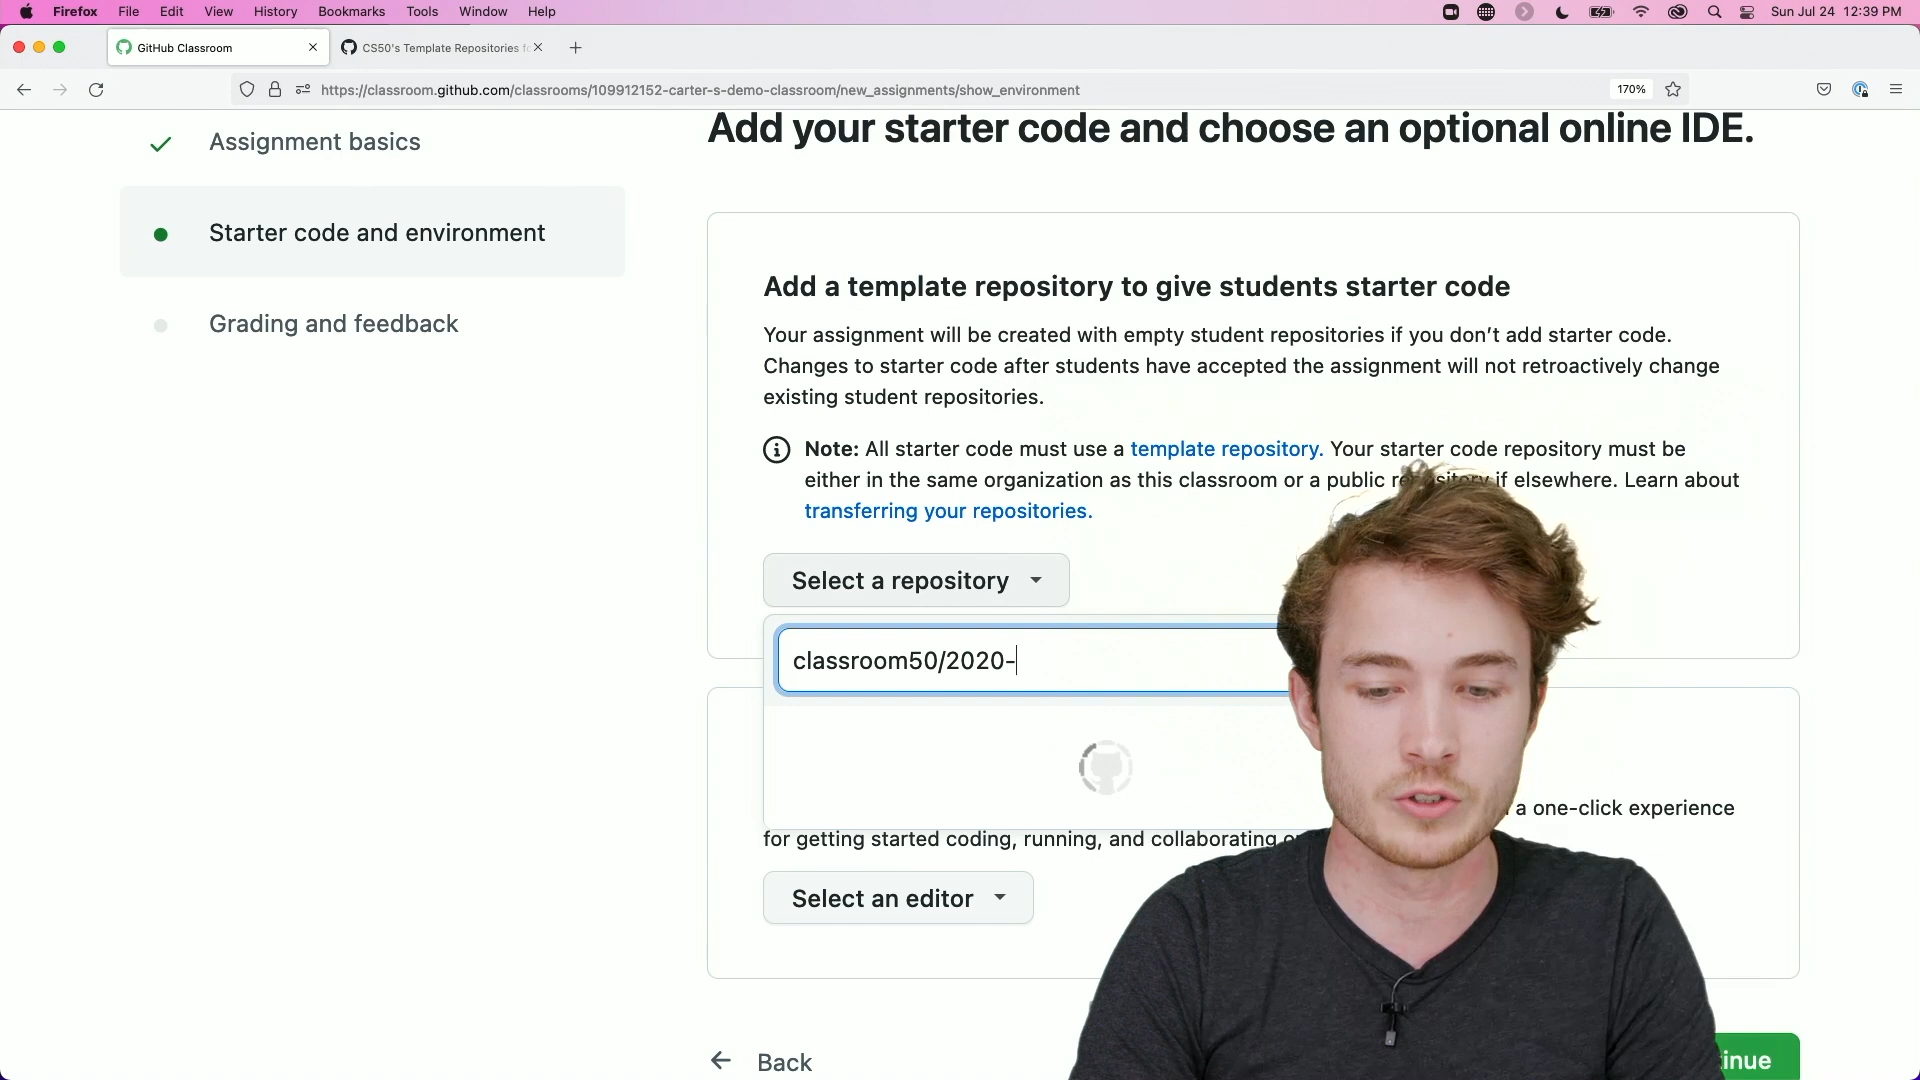 Firefox File Edit View History Bookmarks Tools Window Help Sun Jul 24 12:39 PM
GitHub Classroom CS50's Template Repositories fo
https://classroom.github.com/classrooms/109912152-carter-s-demo-classroom/new_assignments/show_environment 170%
Assignment basics
Starter code and environment
Grading and feedback
Add your starter code and choose an optional online IDE.
Add a template repository to give students starter code
Your assignment will be created with empty student repositories if you don't add starter code.
Changes to starter code after students have accepted the assignment will not retroactively change
existing student repositories.
Note: All starter code must use a template repository. Your starter code repository must be
either in the same organization as this classroom or a public repository if elsewhere. Learn about
transferring your repositories.
Select a repository
classroom50/2020-
a one-click experience
for getting started coding, running, and collaborating
Select an editor
Back
tinue